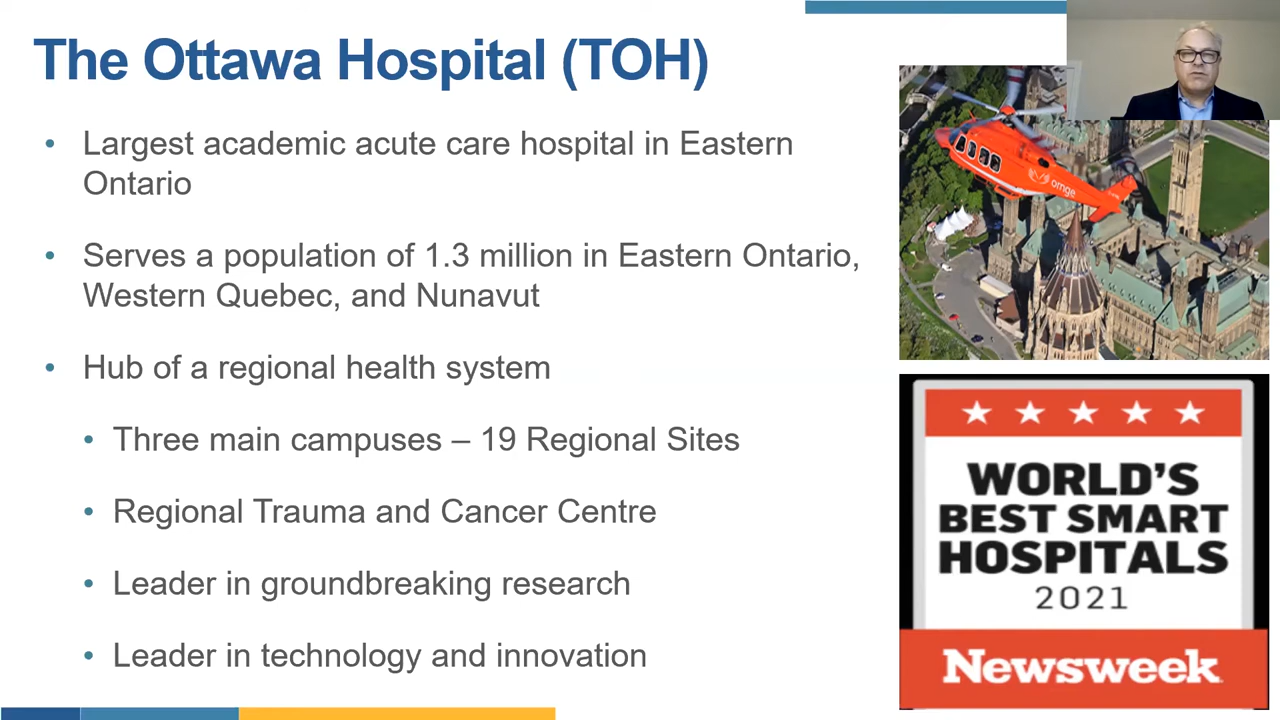 The Ottawa Hospital (TOH)
• Largest academic acute care hospital in Eastern
Ontario
• Serves a population of 1.3 million in Eastern Ontario,
Western Quebec, and Nunavut
• Hub of a regional health system
• Three main campuses – 19 Regional Sites
• Regional Trauma and Cancer Centre
• Leader in groundbreaking research
• Leader in technology and innovation
ornge
WORLD'S
BEST SMART
HOSPITALS
2021
Newsweek